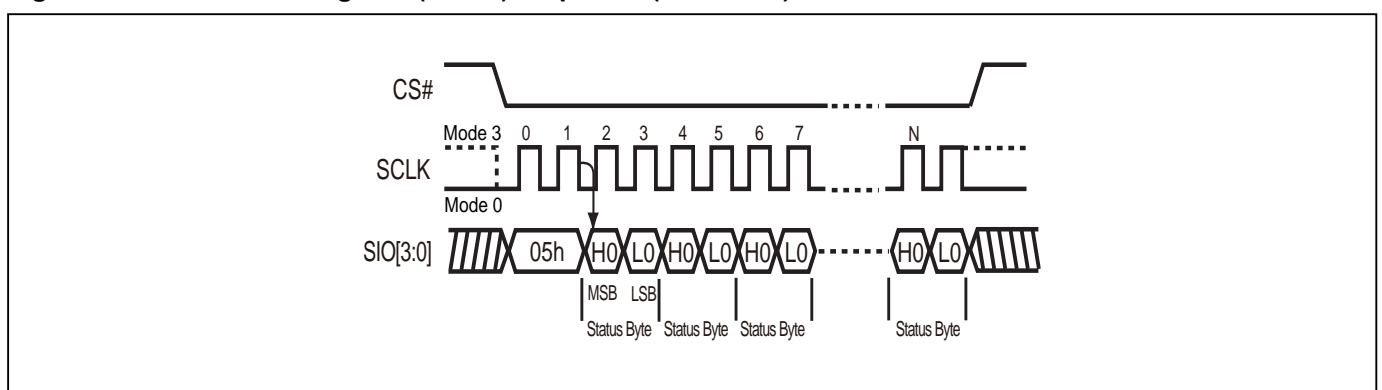 CS#
Mode 3 0 1 2 3 4 5 6 7 N
SCLK
Mode 0
SIO[3:0] 05h H0 L0 H0 L0 H0 L0 H0 L0
MSB LSB
Status Byte Status Byte Status Byte Status Byte